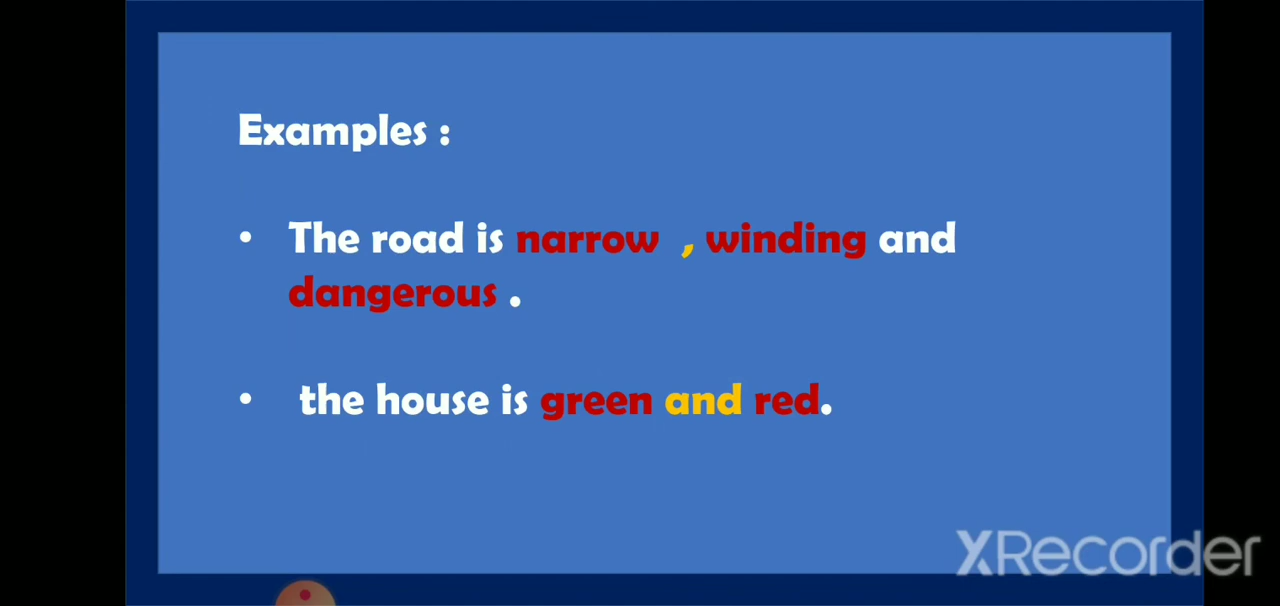 Examples :
• The road is narrow , winding and
dangerous .
• the house is green and red.
XRecorder